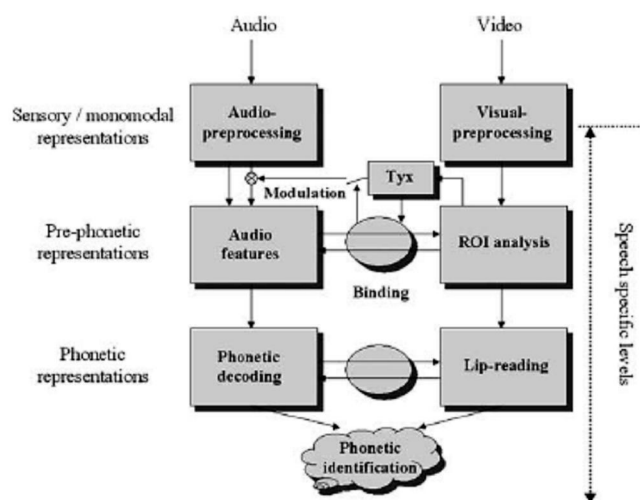 Audio
Video
Sensory / monomodal
representations
Audio-
preprocessing
Visual-
preprocessing
Tyx
Modulation
Pre-phonetic
representations
Audio
features
ROI analysis
Binding
Speech specific levels
Phonetic
representations
Phonetic
decoding
Lip-reading
Phonetic
identification